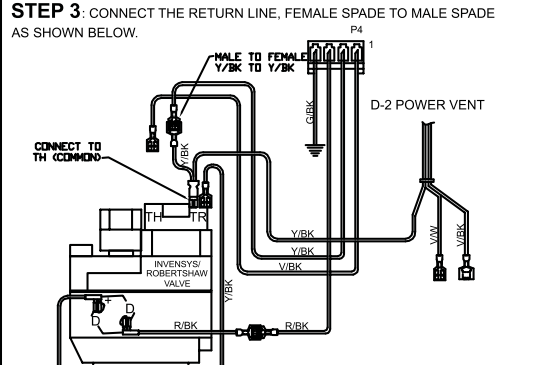 STEP 3: CONNECT THE RETURN LINE, FEMALE SPADE TO MALE SPADE
AS SHOWN BELOW.
P4
1
MALE TO FEMALE
Y/BK TO Y/BK
G/BK
D-2 POWER VENT
CONNECT TO
TH (COMMON)
Y/BK
TH
TR
Y/BK
Y/BK
V/BK
V/W
V/BK
INVENSYS/
ROBERTSHAW
VALVE
Y/BK
+
D
D
R/BK
R/BK